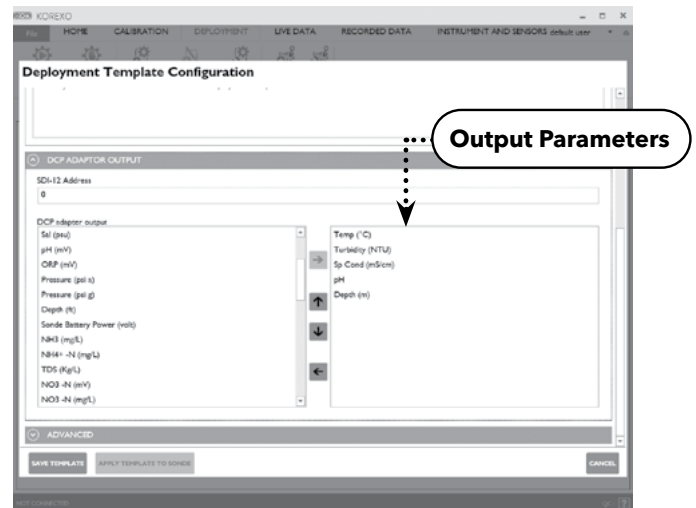 KOREXO
File HOME CALIBRATION DEPLOYMENT LIVE DATA RECORDED DATA INSTRUMENT AND SENSORS default user
Deployment Template Configuration
Output Parameters
DCP ADAPTOR OUTPUT
SDI-12 Address
0
DCP adapter output
Sal (psu)
pH (mV)
ORP (mV)
Pressure (psi a)
Pressure (psi g)
Depth (ft)
Sonde Battery Power (volt)
NH3 (mg/L)
NH4+ -N (mg/L)
TDS (Kg/L)
NO3 -N (mV)
NO3 -N (mg/L)
Temp (°C)
Turbidity (NTU)
Sp Cond (mS/cm)
pH
Depth (m)
ADVANCED
SAVE TEMPLATE
APPLY TEMPLATE TO SONDE
CANCEL
NOT CONNECTED